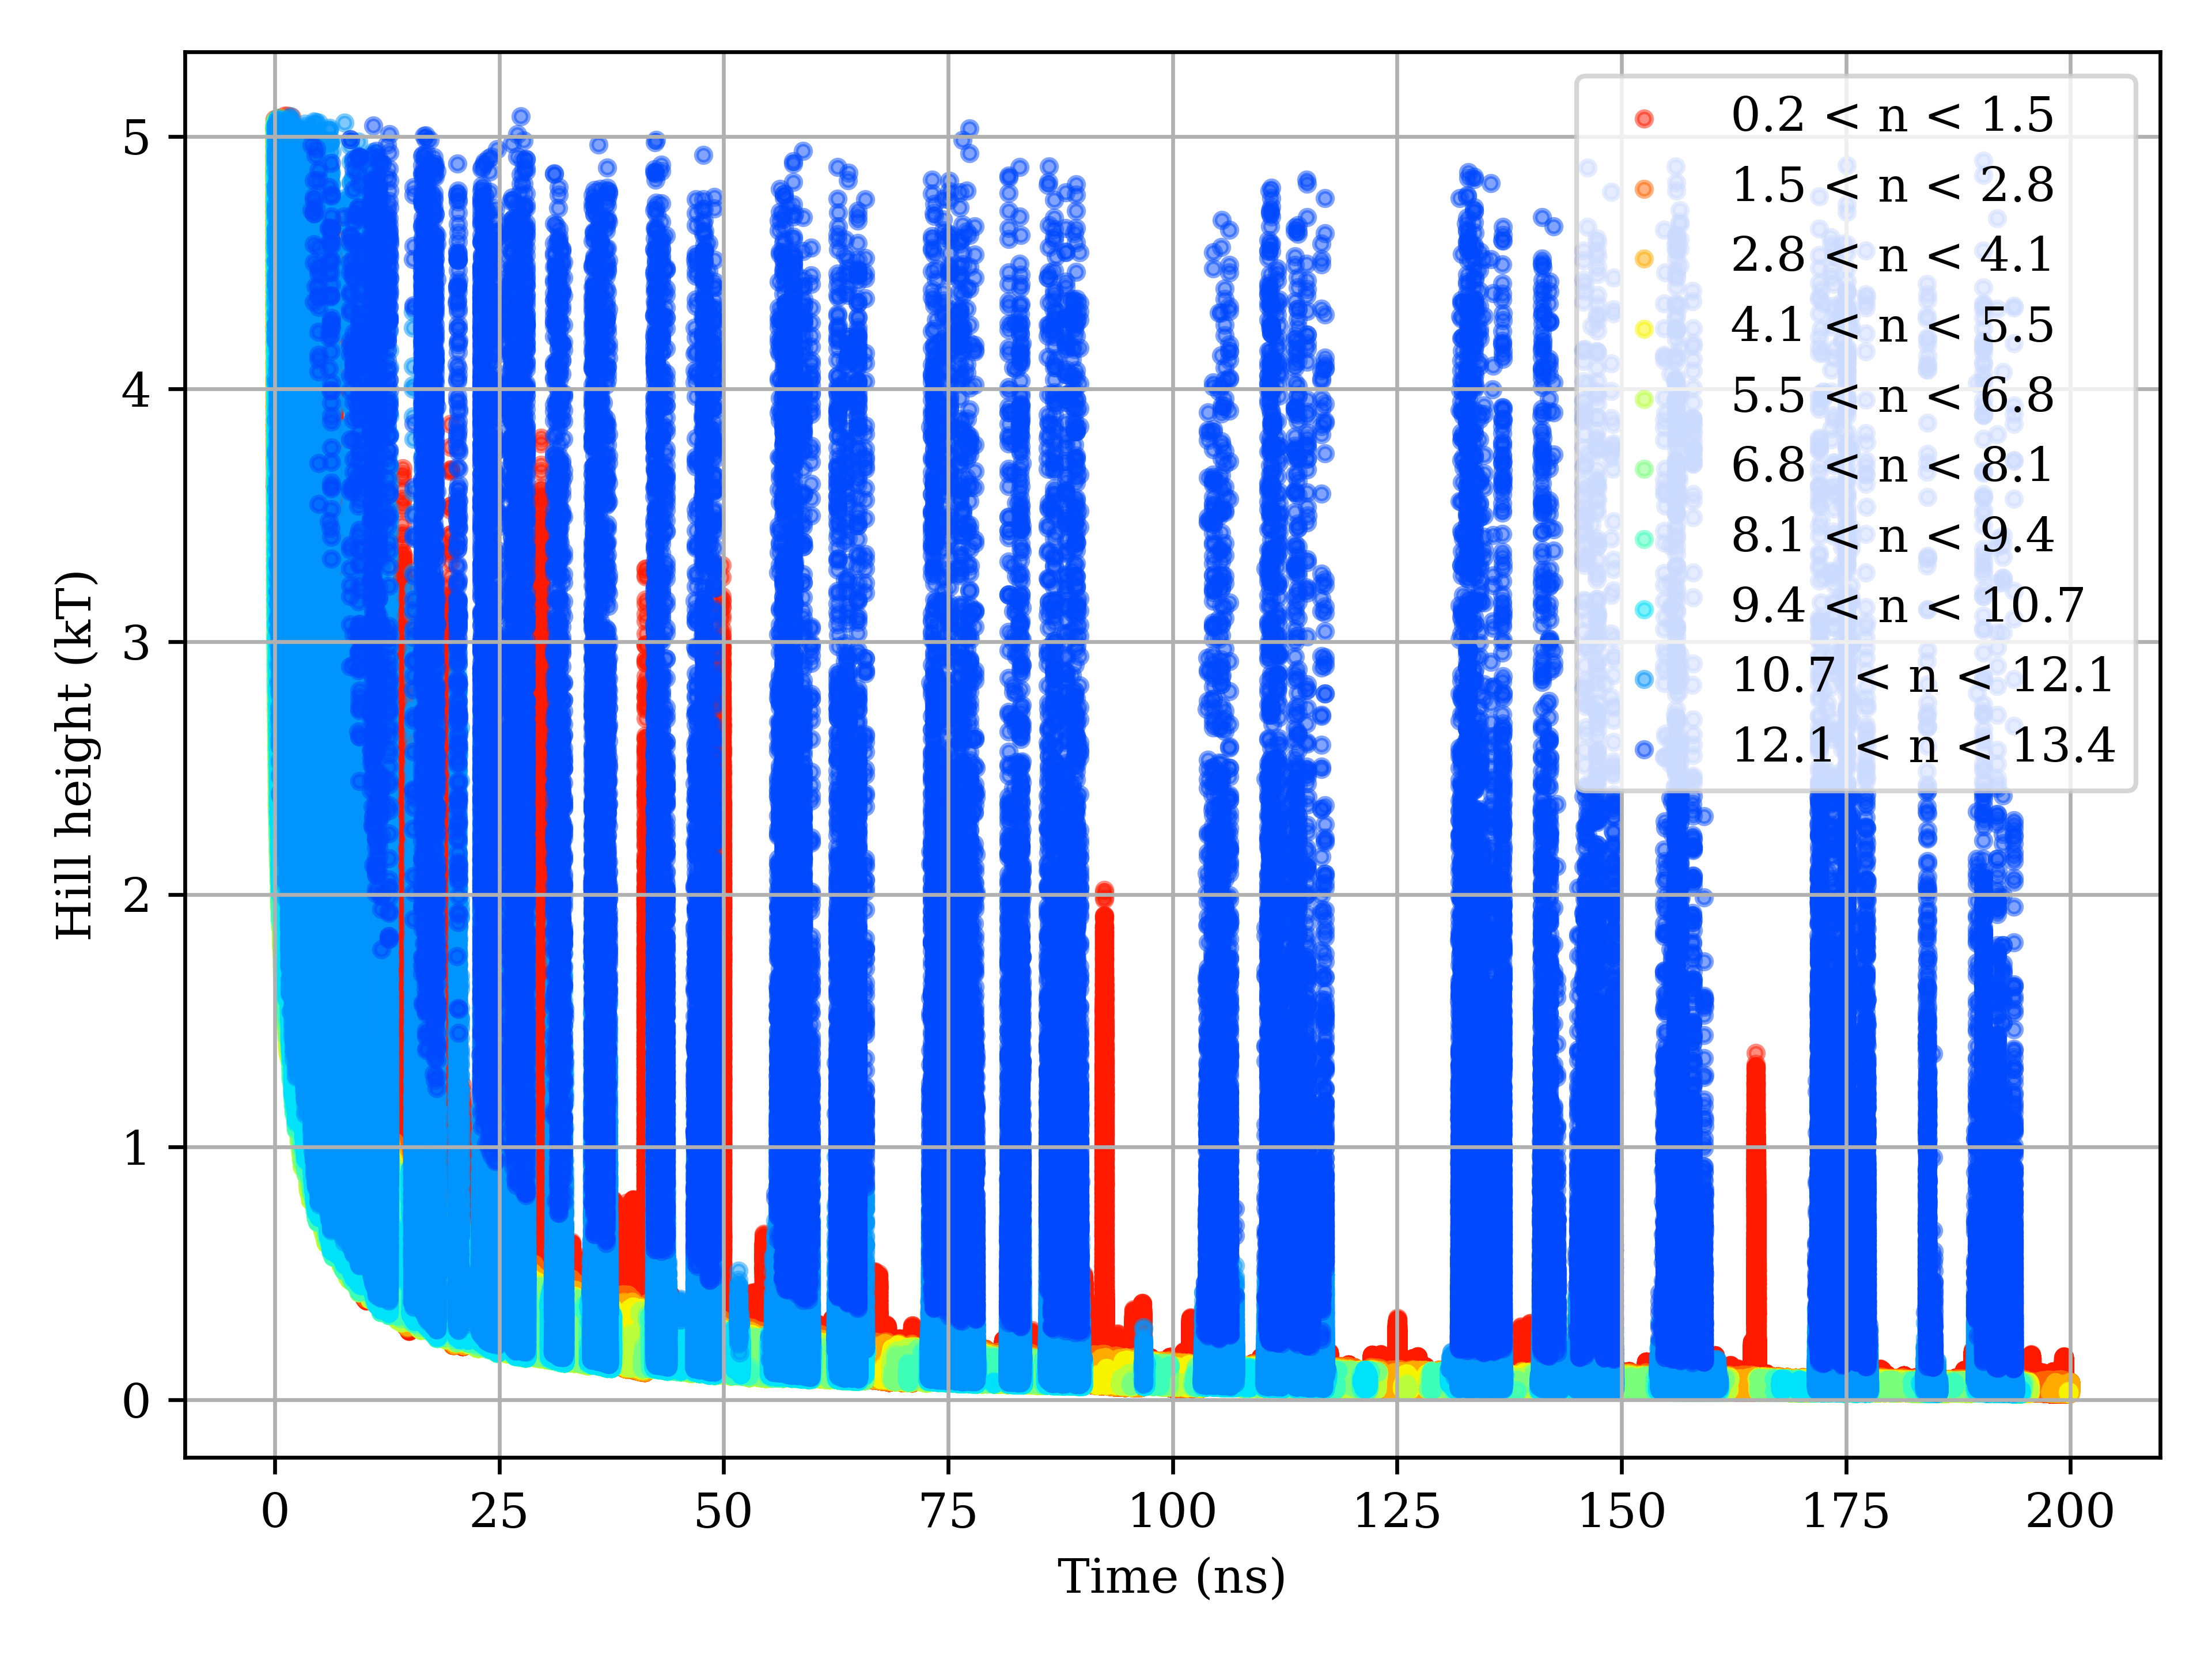 5
4
3
2
1
0
Hill height (kT)
0.2 < n < 1.5
1.5 < n < 2.8
2.8 < n < 4.1
4.1 < n < 5.5
5.5 < n < 6.8
6.8 < n < 8.1
8.1 < n < 9.4
9.4 < n < 10.7
10.7 < n < 12.1
12.1 < n < 13.4
0 25 50 75 100 125 150 175 200
Time (ns)